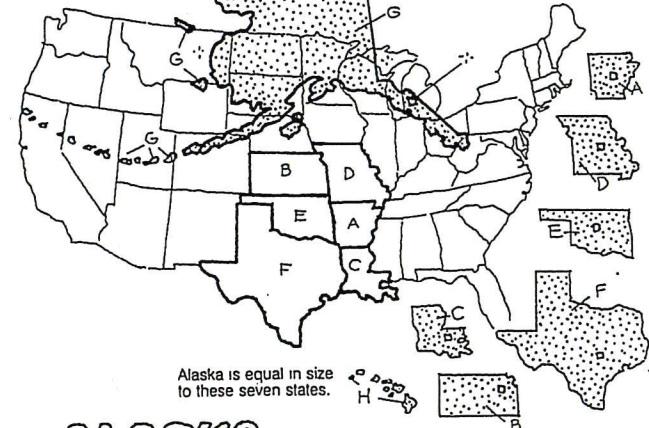 G
G
A
G
B
D
D
E
A
E
F
C
F
C
Alaska is equal in size
to these seven states.
H
B